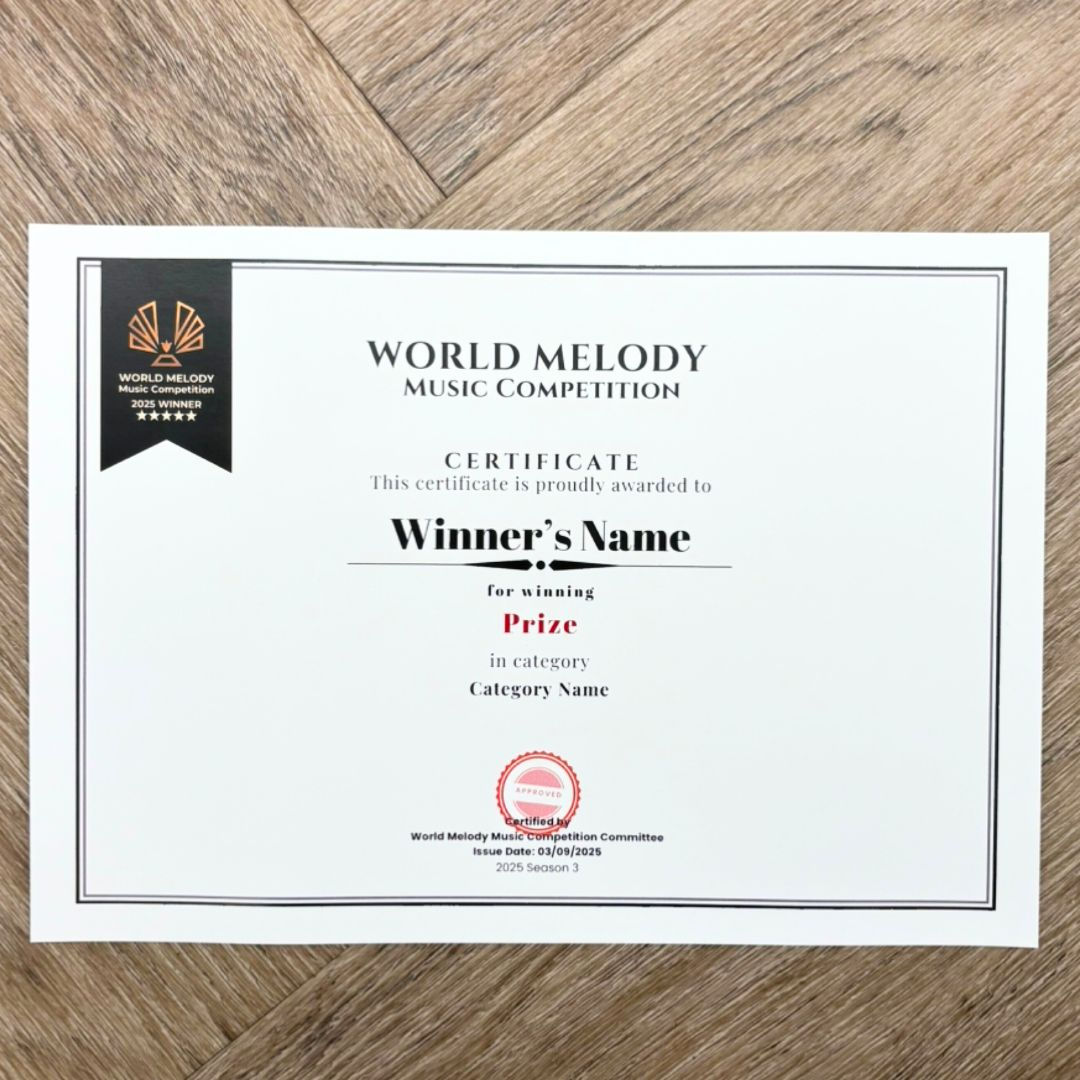 WORLD MELODY
Music Competition
2025 WINNER
WORLD MELODY
MUSIC COMPETITION
CERTIFICATE
This certificate is proudly awarded to
Winner's Name
for winning
Prize
in category
Category Name
APPROVED
Certified by
World Melody Music Competition Committee
Issue Date: 03/09/2025
2025 Season 3